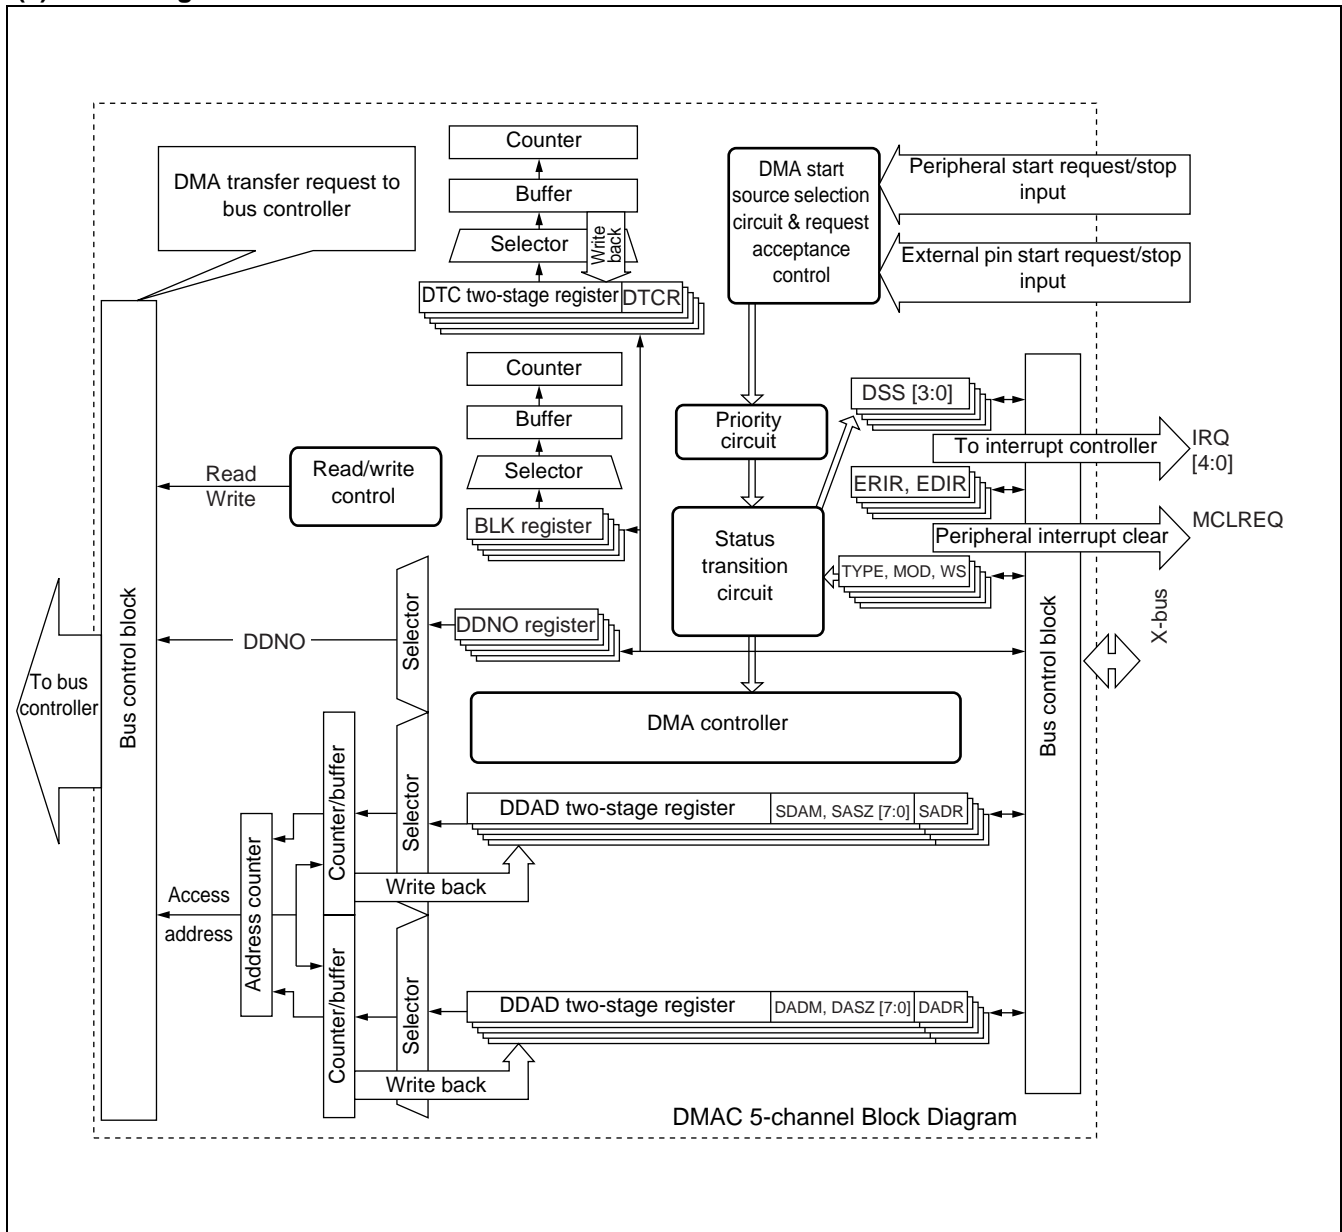 Counter
DMA transfer request to
bus controller
Buffer
Selector
Write
back
DTC two-stage register
DTCR
DMA start
source selection
circuit & request
acceptance
control
Peripheral start request/stop
input
External pin start request/stop
input
Counter
Buffer
Selector
BLK register
Priority
circuit
DSS [3:0]
To interrupt controller
IRQ
[4:0]
ERIR, EDIR
Peripheral interrupt clear
MCLREQ
Read
Write
Read/write
control
Status
transition
circuit
TYPE, MOD, WS
X-bus
Bus control block
Bus control block
To bus
controller
DDNO
Selector
DDNO register
DMA controller
Counter/buffer
Selector
DDAD two-stage register
SDAM, SASZ [7:0]
SADR
Write back
Access
address
Address counter
Counter/buffer
Selector
DDAD two-stage register
DADM, DASZ [7:0]
DADR
Write back
DMAC 5-channel Block Diagram